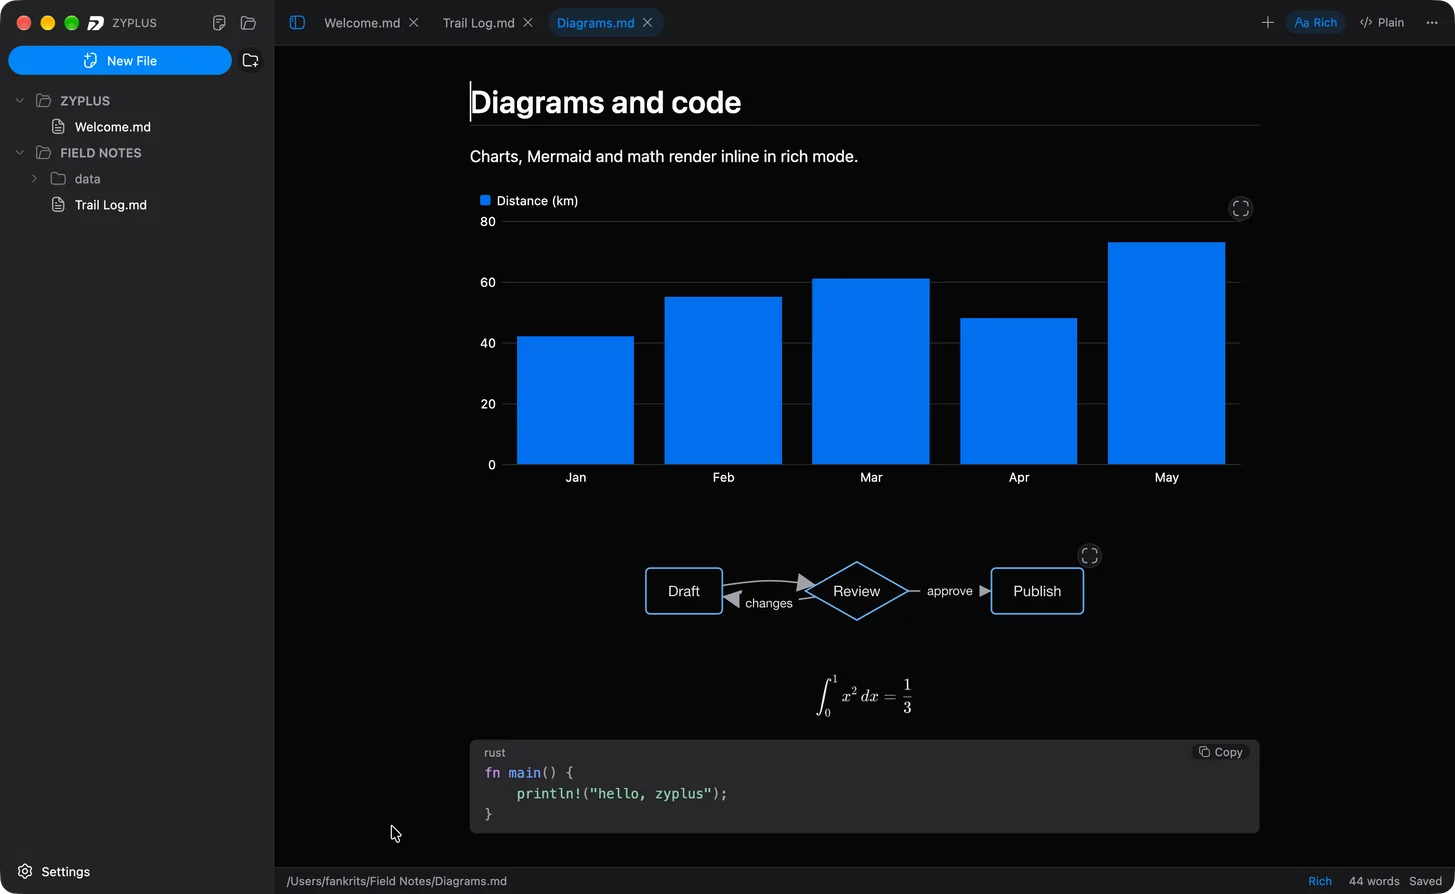 ZYPLUS
Welcome.md
Trail Log.md
Diagrams.md
Aa Rich
</> Plain
New File
ZYPLUS
Welcome.md
FIELD NOTES
data
Trail Log.md
Settings
Diagrams and code
Charts, Mermaid and math render inline in rich mode.
Distance (km)
80
60
40
20
0
Jan Feb Mar Apr May
Draft
changes
Review
approve
Publish
∫₀¹ x² dx = 1/3
rust
Copy
fn main() {
    println!("hello, zyplus");
}
/Users/fankrits/Field Notes/Diagrams.md
Rich 44 words Saved